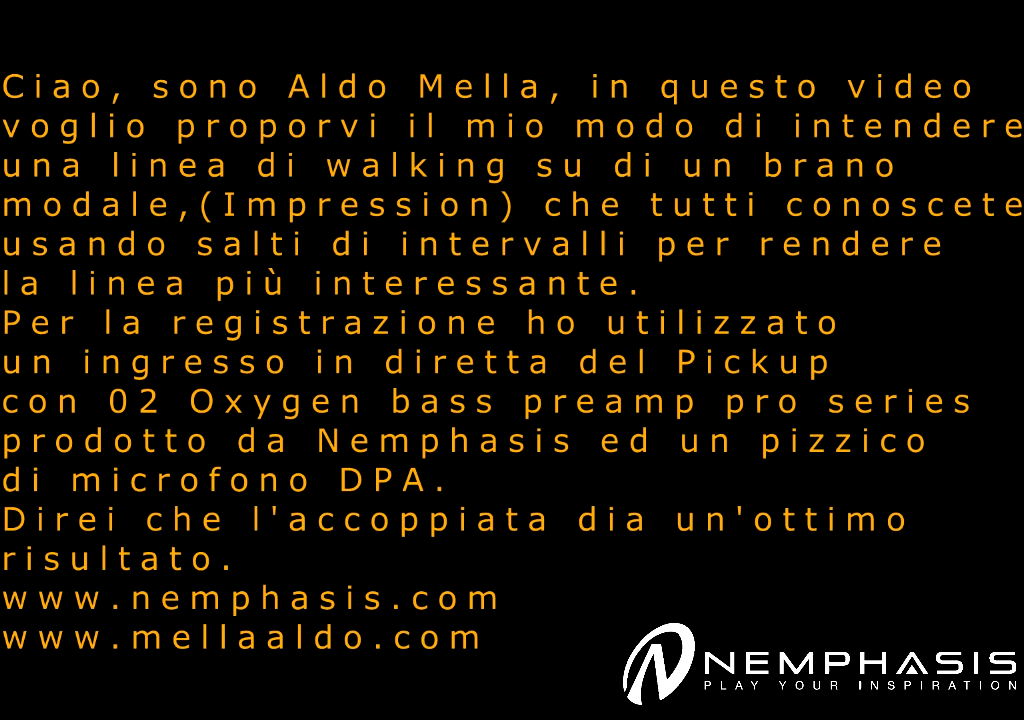 Ciao, sono Aldo Mella, in questo video
voglio proporvi il mio modo di intendere
una linea di walking su di un brano
modale,(Impression) che tutti conoscete
usando salti di intervalli per rendere
la linea più interessante.
Per la registrazione ho utilizzato
un ingresso in diretta del Pickup
con 02 Oxygen bass preamp pro series
prodotto da Nemphasis ed un pizzico
di microfono DPA.
Direi che l'accoppiata dia un'ottimo
risultato.
www.nemphasis.com
www.mellaaldo.com
NEMPHASIS
PLAY YOUR INSPIRATION